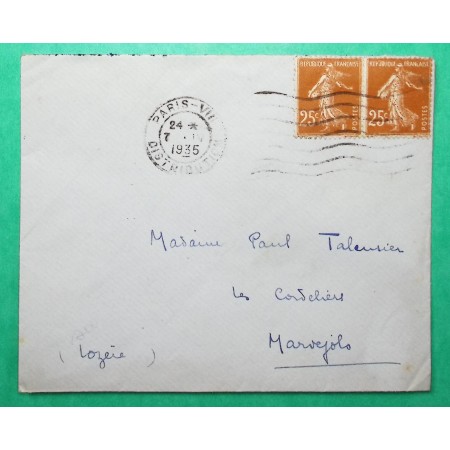 REPUBLIQUE FRANÇAISE REPUBLIQUE FRANÇAISE
25c POSTES 25c POSTES
PARIS-VII
24
7
1935
DISTRIBUTION
Madame Paul Talensier
les Cordeliers
Marvejols
(Lozère)